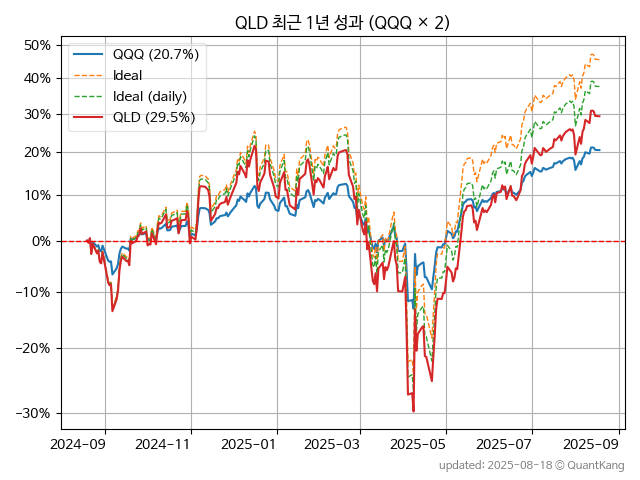 QLD 최근 1년 성과 (QQQ × 2)
QQQ (20.7%)
Ideal
Ideal (daily)
QLD (29.5%)
50%
40%
30%
20%
10%
0%
−10%
−20%
−30%
2024−09
2024−11
2025−01
2025−03
2025−05
2025−07
2025−09
updated: 2025-08-18 © QuantKang